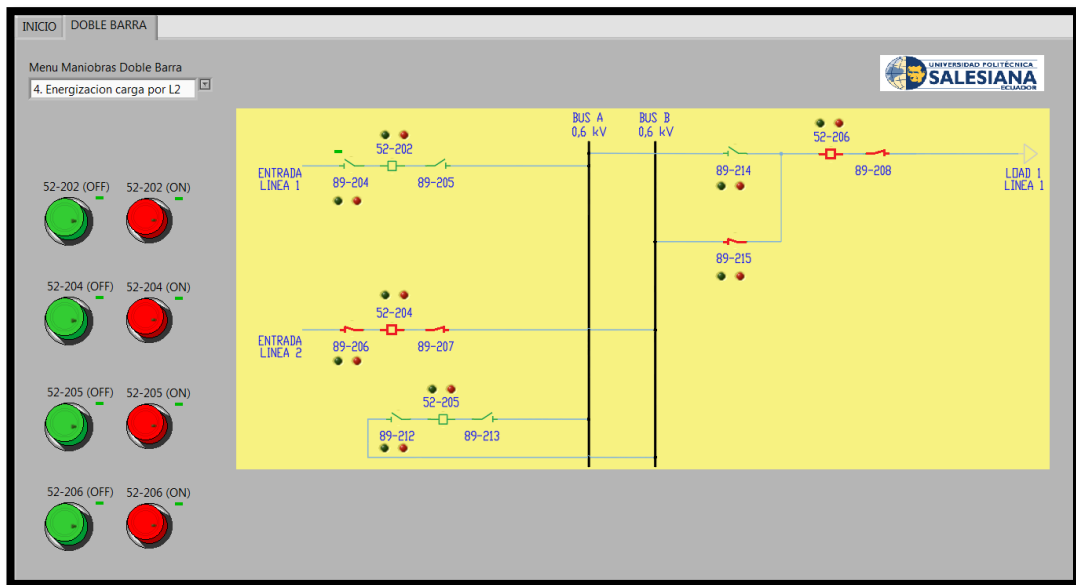 INICIO
DOBLE BARRA
Menu Maniobras Doble Barra
4. Energizacion carga por L2
UNIVERSIDAD POLITÉCNICA
SALESIANA
ECUADOR
52-202 (OFF)
52-202 (ON)
52-204 (OFF)
52-204 (ON)
52-205 (OFF)
52-205 (ON)
52-206 (OFF)
52-206 (ON)
BUS A
0,6 kV
BUS B
0,6 kV
ENTRADA
LINEA 1
52-202
89-204
89-205
52-206
89-214
89-208
LOAD 1
LINEA 1
89-215
ENTRADA
LINEA 2
52-204
89-206
89-207
52-205
89-212
89-213